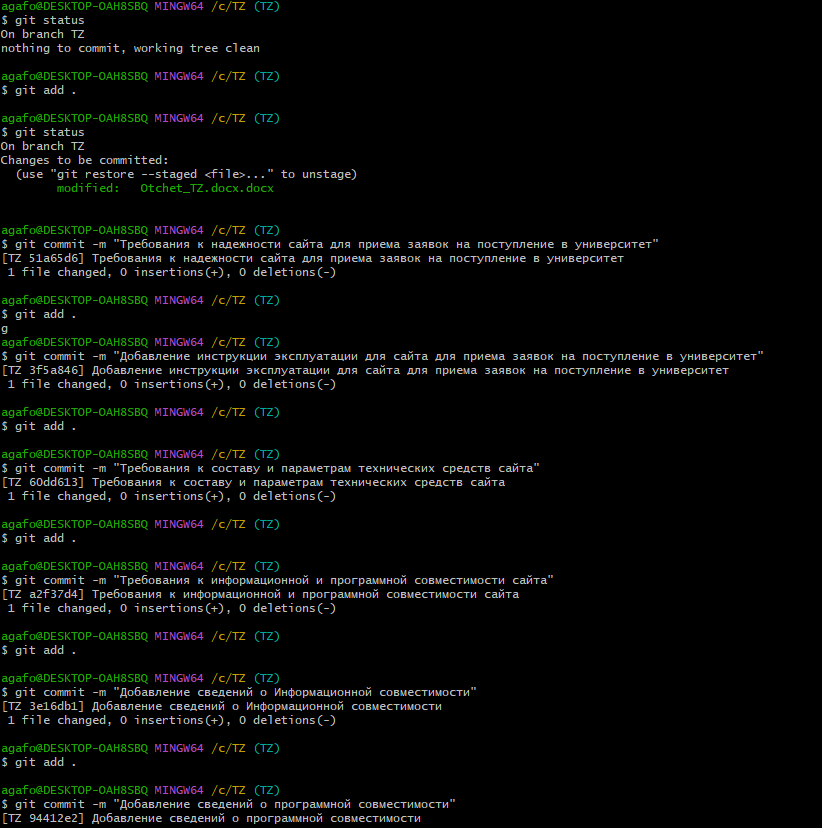 agafo@DESKTOP-OAH8SBQ MINGW64 /c/TZ (TZ)
$ git status
On branch TZ
nothing to commit, working tree clean
agafo@DESKTOP-OAH8SBQ MINGW64 /c/TZ (TZ)
$ git add .
agafo@DESKTOP-OAH8SBQ MINGW64 /c/TZ (TZ)
$ git status
On branch TZ
Changes to be committed:
  (use "git restore --staged <file>..." to unstage)
        modified:   Otchet_TZ.docx.docx
agafo@DESKTOP-OAH8SBQ MINGW64 /c/TZ (TZ)
$ git commit -m "Требования к надежности сайта для приема заявок на поступление в университет"
[TZ 51a65d6] Требования к надежности сайта для приема заявок на поступление в университет
 1 file changed, 0 insertions(+), 0 deletions(-)
agafo@DESKTOP-OAH8SBQ MINGW64 /c/TZ (TZ)
$ git add .
g
agafo@DESKTOP-OAH8SBQ MINGW64 /c/TZ (TZ)
$ git commit -m "Добавление инструкции эксплуатации для сайта для приема заявок на поступление в университет"
[TZ 3f5a846] Добавление инструкции эксплуатации для сайта для приема заявок на поступление в университет
 1 file changed, 0 insertions(+), 0 deletions(-)
agafo@DESKTOP-OAH8SBQ MINGW64 /c/TZ (TZ)
$ git add .
agafo@DESKTOP-OAH8SBQ MINGW64 /c/TZ (TZ)
$ git commit -m "Требования к составу и параметрам технических средств сайта"
[TZ 60dd613] Требования к составу и параметрам технических средств сайта
 1 file changed, 0 insertions(+), 0 deletions(-)
agafo@DESKTOP-OAH8SBQ MINGW64 /c/TZ (TZ)
$ git add .
agafo@DESKTOP-OAH8SBQ MINGW64 /c/TZ (TZ)
$ git commit -m "Требования к информационной и программной совместимости сайта"
[TZ a2f37d4] Требования к информационной и программной совместимости сайта
 1 file changed, 0 insertions(+), 0 deletions(-)
agafo@DESKTOP-OAH8SBQ MINGW64 /c/TZ (TZ)
$ git add .
agafo@DESKTOP-OAH8SBQ MINGW64 /c/TZ (TZ)
$ git commit -m "Добавление сведений о Информационной совместимости"
[TZ 3e16db1] Добавление сведений о Информационной совместимости
 1 file changed, 0 insertions(+), 0 deletions(-)
agafo@DESKTOP-OAH8SBQ MINGW64 /c/TZ (TZ)
$ git add .
agafo@DESKTOP-OAH8SBQ MINGW64 /c/TZ (TZ)
$ git commit -m "Добавление сведений о программной совместимости"
[TZ 94412e2] Добавление сведений о программной совместимости